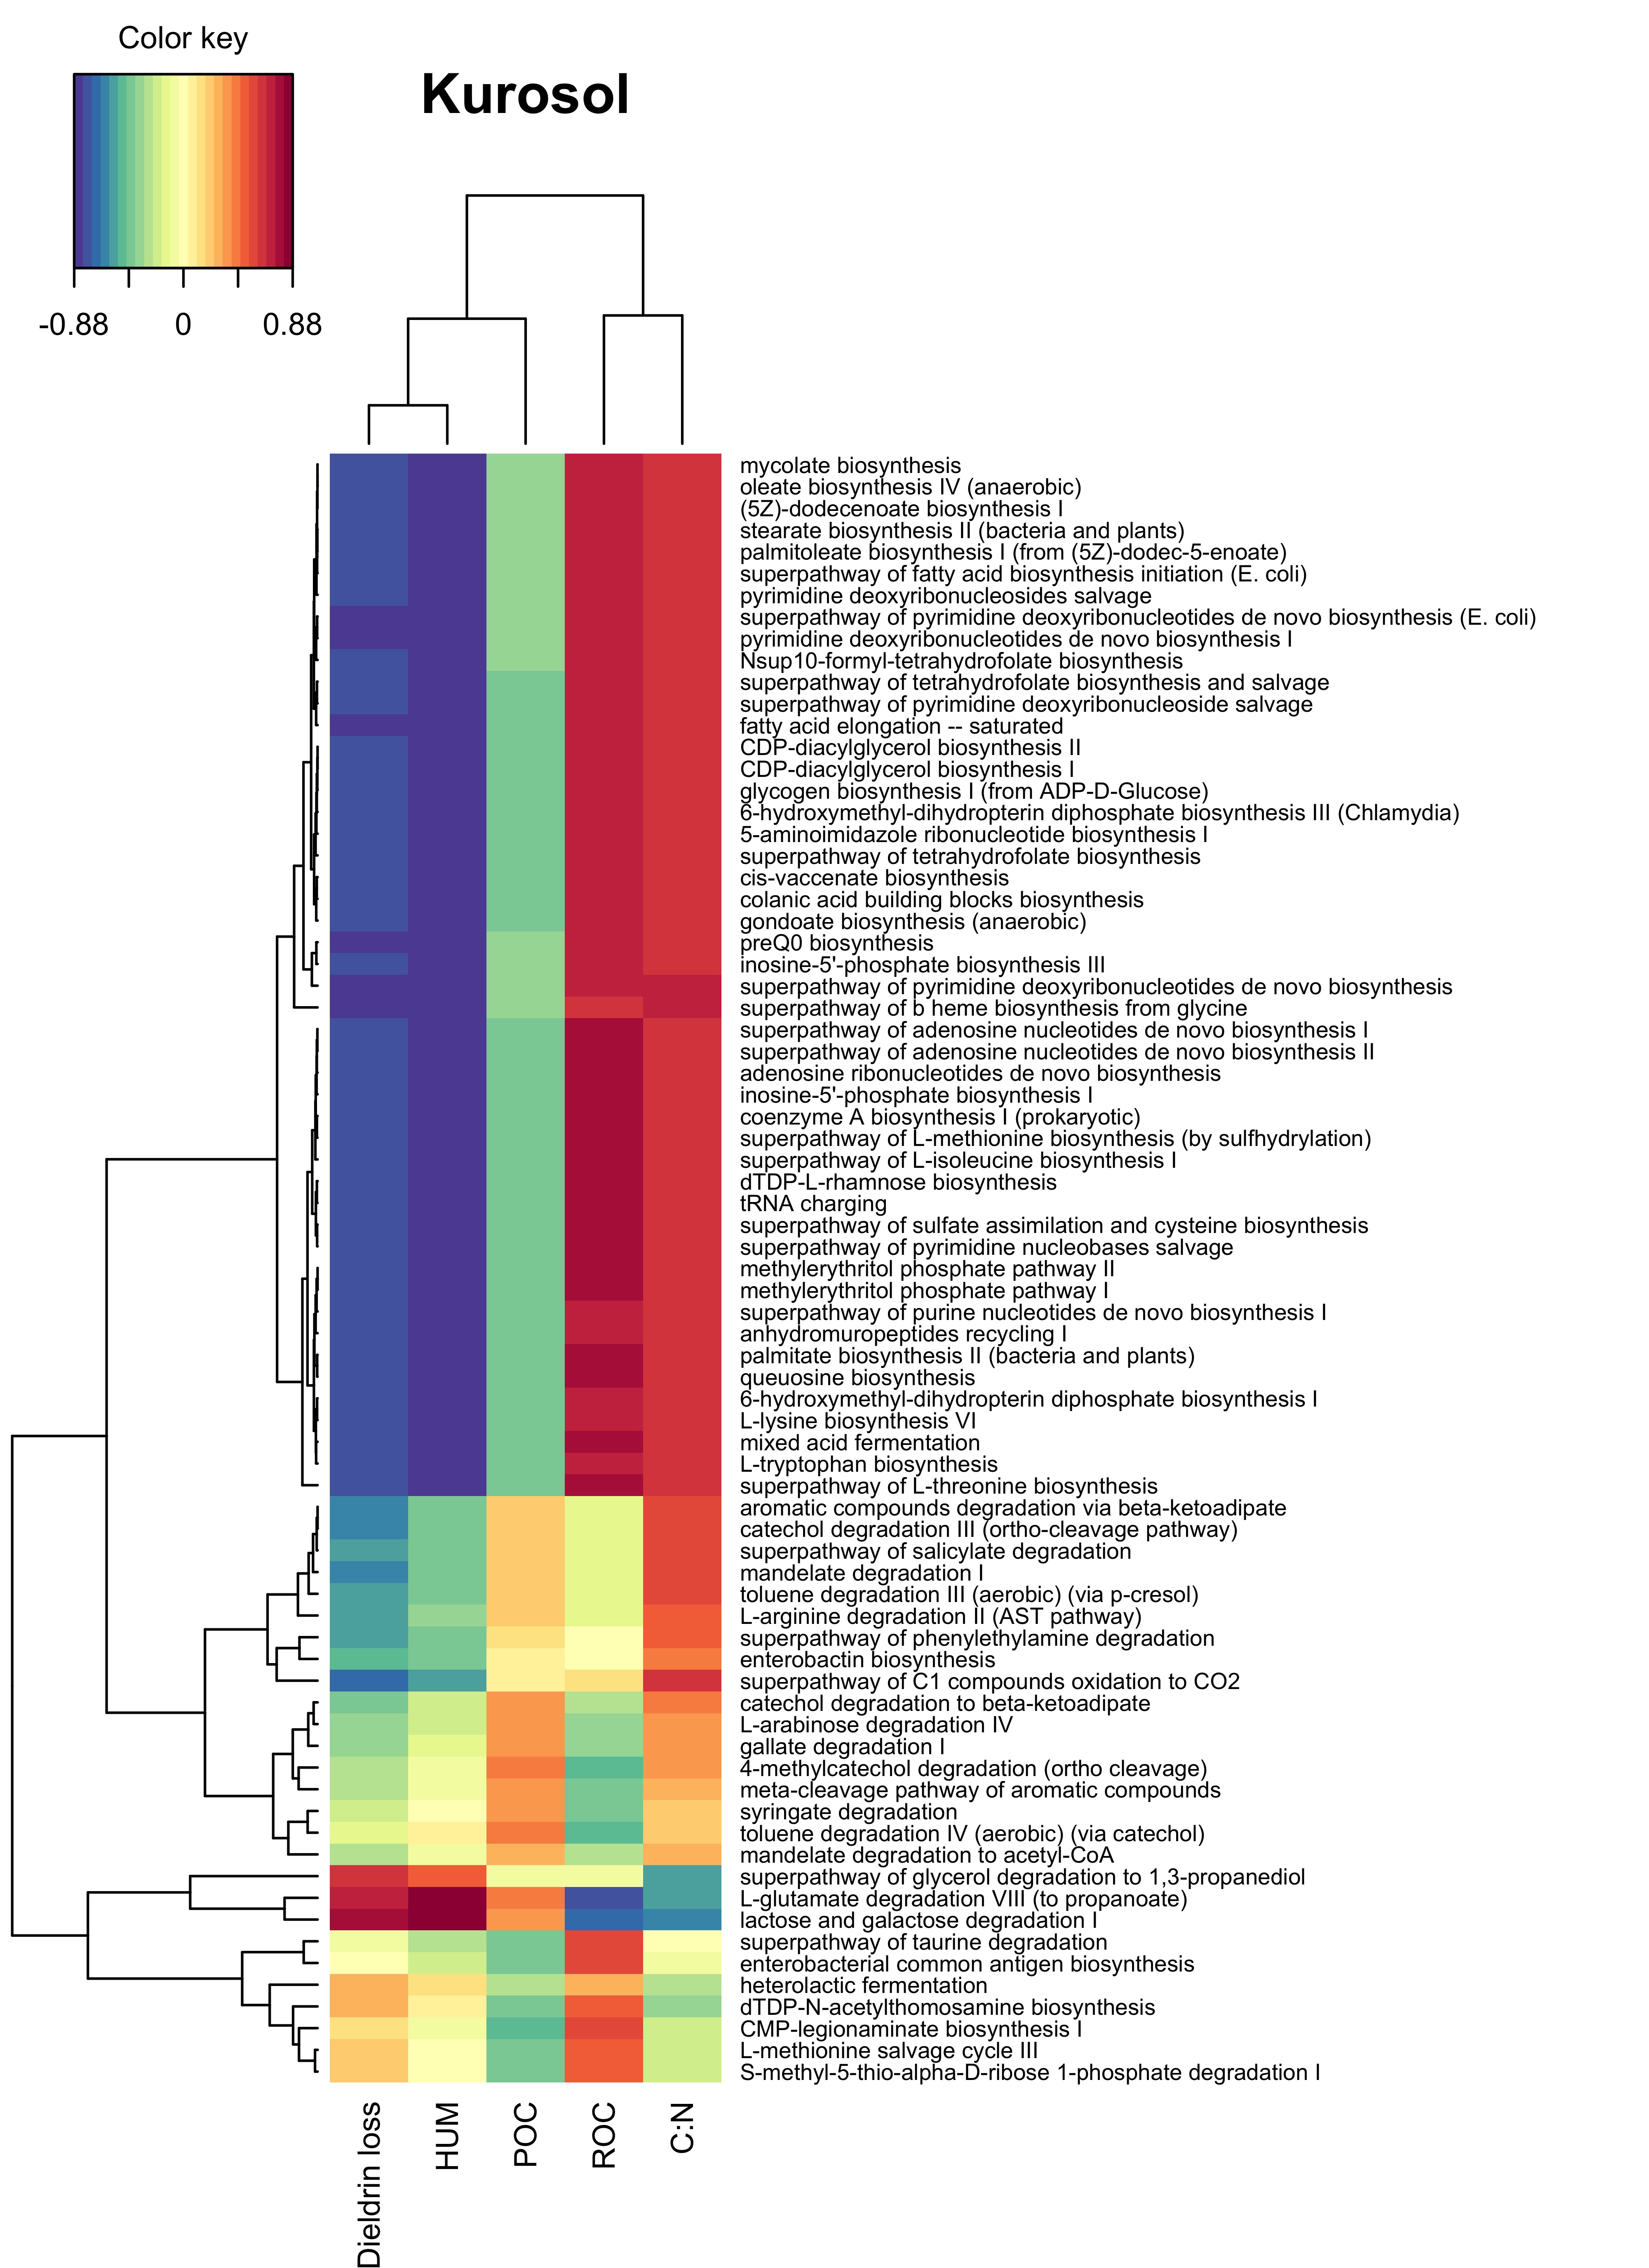 Color key
Kurosol
-0.88 0 0.88
mycolate biosynthesis
oleate biosynthesis IV (anaerobic)
(5Z)-dodecenoate biosynthesis I
stearate biosynthesis II (bacteria and plants)
palmitoleate biosynthesis I (from (5Z)-dodec-5-enoate)
superpathway of fatty acid biosynthesis initiation (E. coli)
pyrimidine deoxyribonucleosides salvage
superpathway of pyrimidine deoxyribonucleotides de novo biosynthesis (E. coli)
pyrimidine deoxyribonucleotides de novo biosynthesis I
Nsup10-formyl-tetrahydrofolate biosynthesis
superpathway of tetrahydrofolate biosynthesis and salvage
superpathway of pyrimidine deoxyribonucleoside salvage
fatty acid elongation -- saturated
CDP-diacylglycerol biosynthesis II
CDP-diacylglycerol biosynthesis I
glycogen biosynthesis I (from ADP-D-Glucose)
6-hydroxymethyl-dihydropterin diphosphate biosynthesis III (Chlamydia)
5-aminoimidazole ribonucleotide biosynthesis I
superpathway of tetrahydrofolate biosynthesis
cis-vaccenate biosynthesis
colanic acid building blocks biosynthesis
gondoate biosynthesis (anaerobic)
preQ0 biosynthesis
inosine-5'-phosphate biosynthesis III
superpathway of pyrimidine deoxyribonucleotides de novo biosynthesis
superpathway of b heme biosynthesis from glycine
superpathway of adenosine nucleotides de novo biosynthesis I
superpathway of adenosine nucleotides de novo biosynthesis II
adenosine ribonucleotides de novo biosynthesis
inosine-5'-phosphate biosynthesis I
coenzyme A biosynthesis I (prokaryotic)
superpathway of L-methionine biosynthesis (by sulfhydrylation)
superpathway of L-isoleucine biosynthesis I
dTDP-L-rhamnose biosynthesis
tRNA charging
superpathway of sulfate assimilation and cysteine biosynthesis
superpathway of pyrimidine nucleobases salvage
methylerythritol phosphate pathway II
methylerythritol phosphate pathway I
superpathway of purine nucleotides de novo biosynthesis I
anhydromuropeptides recycling I
palmitate biosynthesis II (bacteria and plants)
queuosine biosynthesis
6-hydroxymethyl-dihydropterin diphosphate biosynthesis I
L-lysine biosynthesis VI
mixed acid fermentation
L-tryptophan biosynthesis
superpathway of L-threonine biosynthesis
aromatic compounds degradation via beta-ketoadipate
catechol degradation III (ortho-cleavage pathway)
superpathway of salicylate degradation
mandelate degradation I
toluene degradation III (aerobic) (via p-cresol)
L-arginine degradation II (AST pathway)
superpathway of phenylethylamine degradation
enterobactin biosynthesis
superpathway of C1 compounds oxidation to CO2
catechol degradation to beta-ketoadipate
L-arabinose degradation IV
gallate degradation I
4-methylcatechol degradation (ortho cleavage)
meta-cleavage pathway of aromatic compounds
syringate degradation
toluene degradation IV (aerobic) (via catechol)
mandelate degradation to acetyl-CoA
superpathway of glycerol degradation to 1,3-propanediol
L-glutamate degradation VIII (to propanoate)
lactose and galactose degradation I
superpathway of taurine degradation
enterobacterial common antigen biosynthesis
heterolactic fermentation
dTDP-N-acetylthomosamine biosynthesis
CMP-legionaminate biosynthesis I
L-methionine salvage cycle III
S-methyl-5-thio-alpha-D-ribose 1-phosphate degradation I
Dieldrin loss
HUM
POC
ROC
C:N